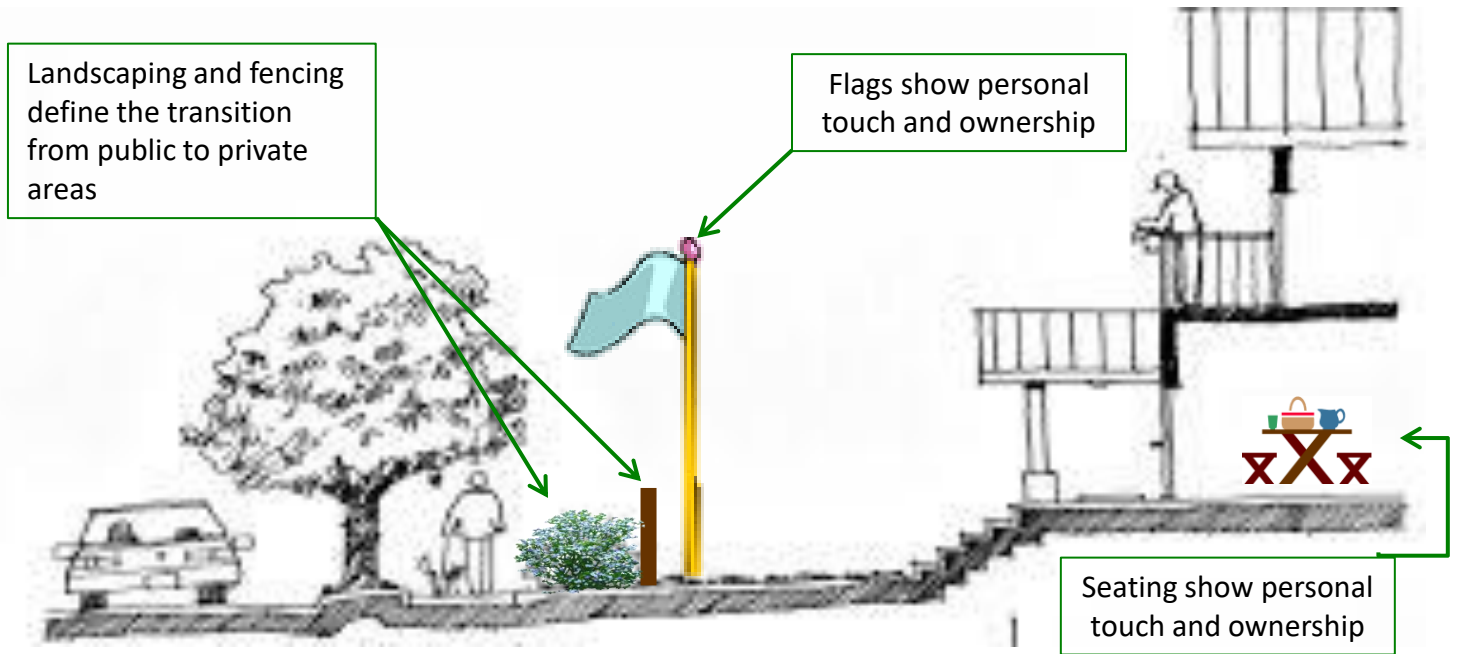 Landscaping and fencing
define the transition
from public to private
areas
Flags show personal
touch and ownership
Seating show personal
touch and ownership